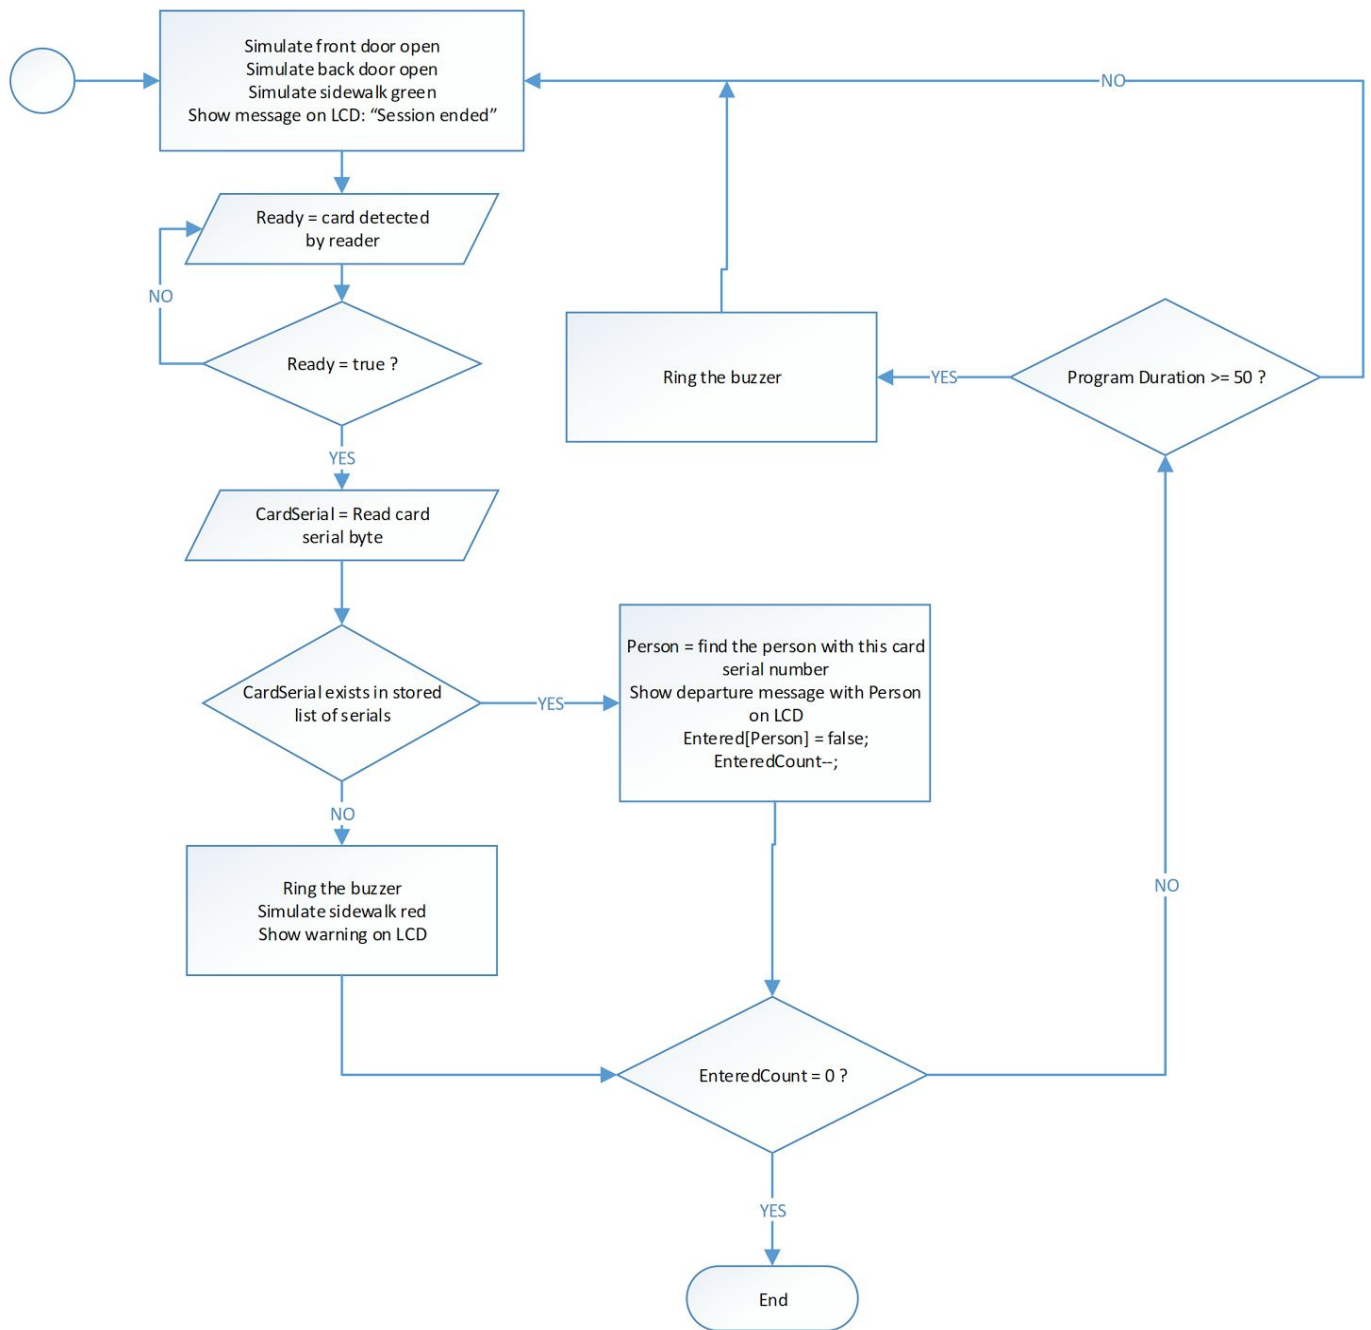 Simulate front door open
Simulate back door open
Simulate sidewalk green
Show message on LCD: “Session ended”
NO
Ready = card detected
by reader
NO
Ready = true ?
Ring the buzzer
YES
Program Duration >= 50 ?
YES
CardSerial = Read card
serial byte
CardSerial exists in stored
list of serials
YES
Person = find the person with this card
serial number
Show departure message with Person
on LCD
Entered[Person] = false;
EnteredCount--;
NO
Ring the buzzer
Simulate sidewalk red
Show warning on LCD
NO
EnteredCount = 0 ?
YES
End